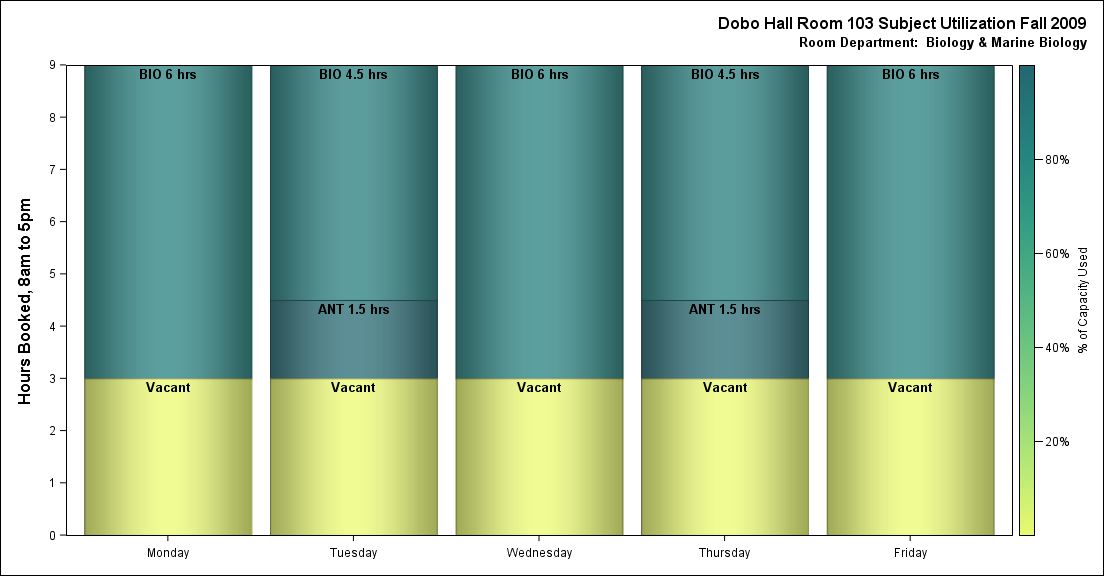 Dobo Hall Room 103 Subject Utilization Fall 2009
Room Department:  Biology & Marine Biology
Hours Booked, 8am to 5pm
9
8
7
6
5
4
3
2
1
0
BIO 6 hrs
BIO 4.5 hrs
BIO 6 hrs
BIO 4.5 hrs
BIO 6 hrs
ANT 1.5 hrs
ANT 1.5 hrs
Vacant
Vacant
Vacant
Vacant
Vacant
Monday
Tuesday
Wednesday
Thursday
Friday
80%
60%
40%
20%
% of Capacity Used